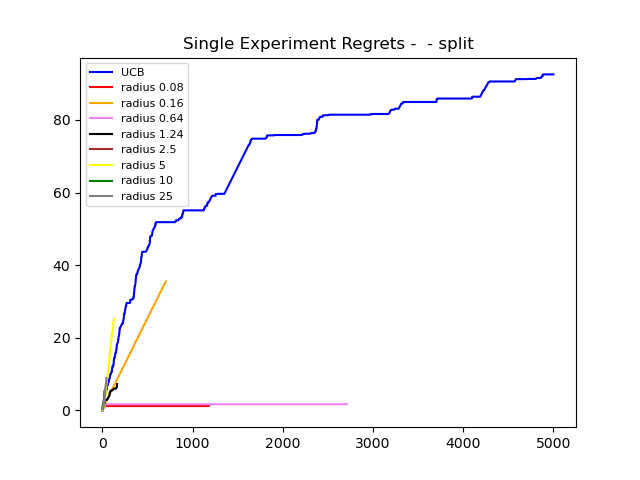 Single Experiment Regrets -  - split
UCB
radius 0.08
radius 0.16
radius 0.64
radius 1.24
radius 2.5
radius 5
radius 10
radius 25
80
60
40
20
0
0 1000 2000 3000 4000 5000